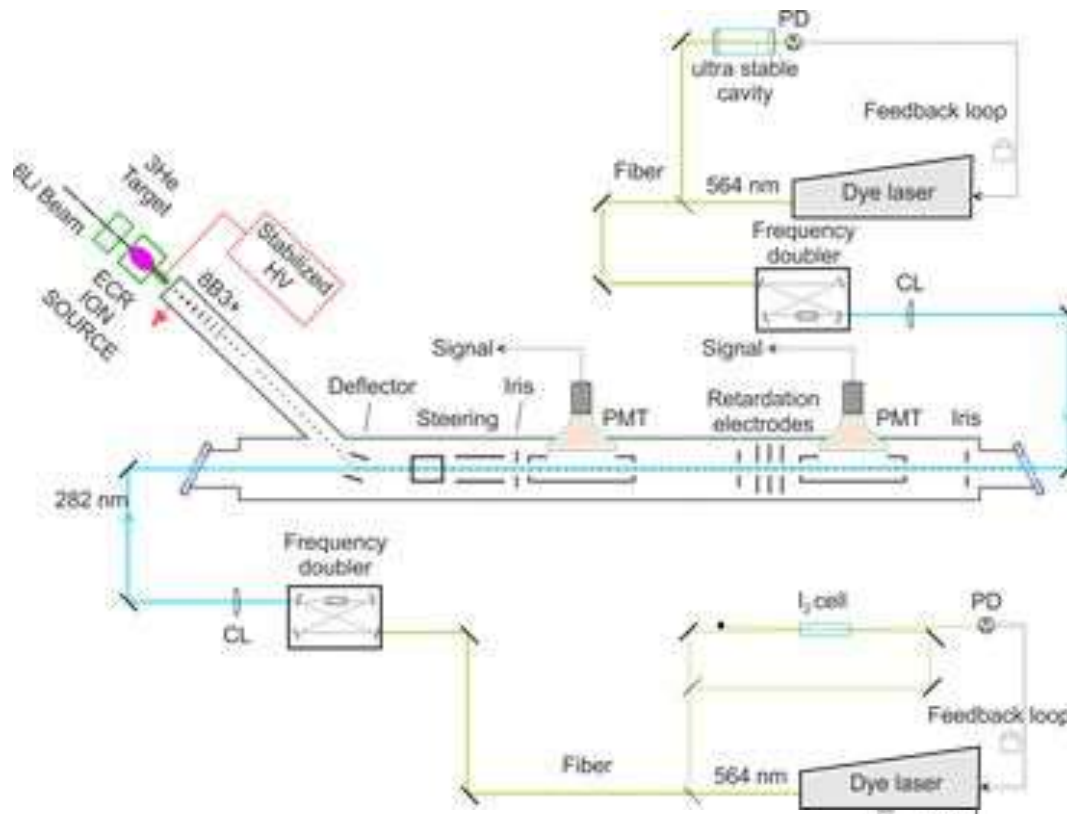 PD
ultra stable
cavity
Feedback loop
Fiber
564 nm
Dye laser
Frequency
doubler
CL
6Li Beam
3He
Target
Stabilized
HV
8B3+
ECR
ION
SOURCE
Signal
Signal
Deflector
Steering
Iris
PMT
Retardation
electrodes
PMT
Iris
282 nm
Frequency
doubler
CL
I2 cell
PD
Feedback loop
Fiber
564 nm
Dye laser